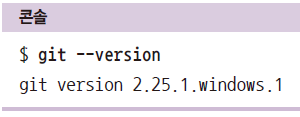 콘솔
$ git --version
git version 2.25.1.windows.1